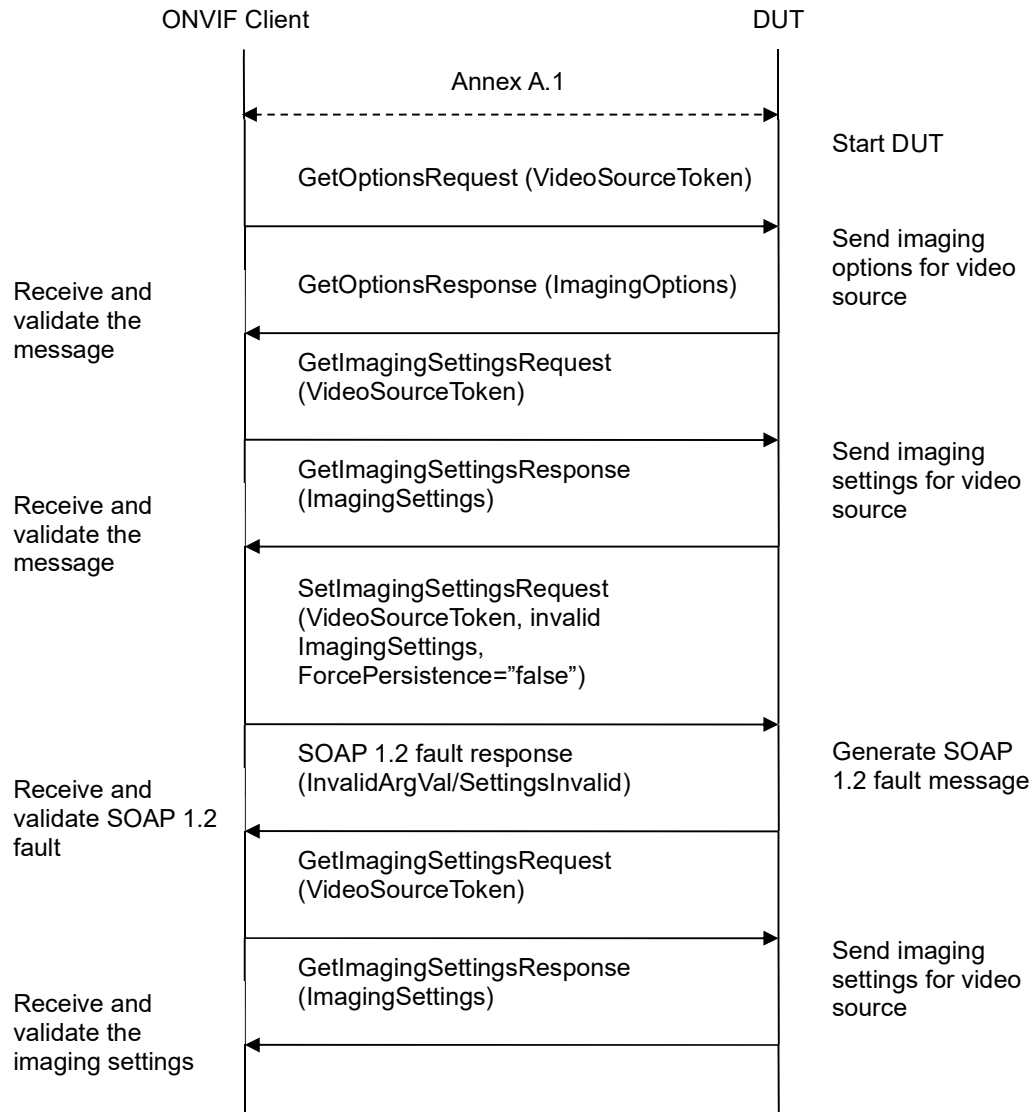 ONVIF Client
DUT
Annex A.1
Start DUT
GetOptionsRequest (VideoSourceToken)
Send imaging
options for video
source
GetOptionsResponse (ImagingOptions)
Receive and
validate the
message
GetImagingSettingsRequest
(VideoSourceToken)
Send imaging
settings for video
source
GetImagingSettingsResponse
(ImagingSettings)
Receive and
validate the
message
SetImagingSettingsRequest
(VideoSourceToken, invalid
ImagingSettings,
ForcePersistence=”false”)
SOAP 1.2 fault response
(InvalidArgVal/SettingsInvalid)
Generate SOAP
1.2 fault message
Receive and
validate SOAP 1.2
fault
GetImagingSettingsRequest
(VideoSourceToken)
Send imaging
settings for video
source
GetImagingSettingsResponse
(ImagingSettings)
Receive and
validate the
imaging settings